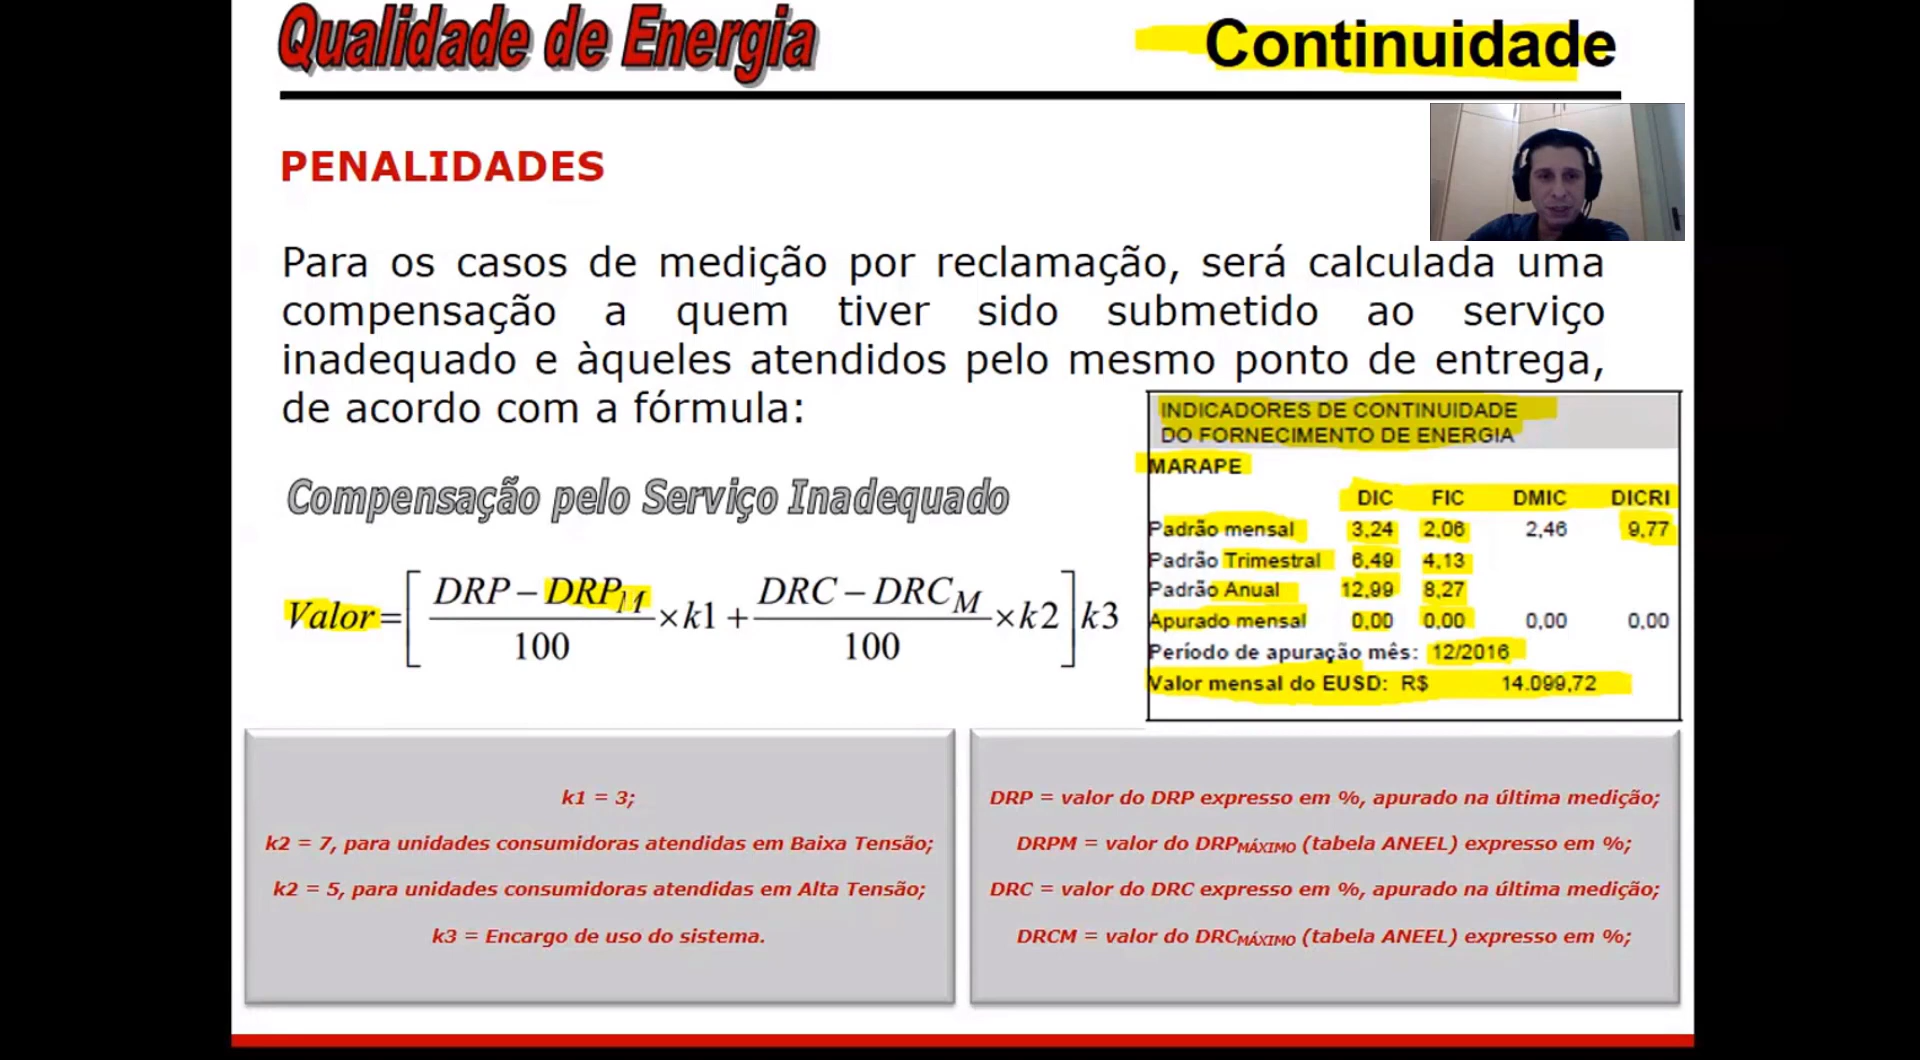 Qualidade de Energia
Continuidade
PENALIDADES
Para os casos de medição por reclamação, será calculada uma
compensação a quem tiver sido submetido ao serviço
inadequado e àqueles atendidos pelo mesmo ponto de entrega,
de acordo com a fórmula:
Compensação pelo Serviço Inadequado
Valor = [ (DRP − DRP_M)/100 × k1 + (DRC − DRC_M)/100 × k2 ] k3
INDICADORES DE CONTINUIDADE
DO FORNECIMENTO DE ENERGIA
MARAPE
DIC FIC DMIC DICRI
Padrão mensal 3,24 2,06 2,46 9,77
Padrão Trimestral 6,49 4,13
Padrão Anual 12,99 8,27
Apurado mensal 0,00 0,00 0,00 0,00
Período de apuração mês: 12/2016
Valor mensal do EUSD: R$ 14.099,72
k1 = 3;
k2 = 7, para unidades consumidoras atendidas em Baixa Tensão;
k2 = 5, para unidades consumidoras atendidas em Alta Tensão;
k3 = Encargo de uso do sistema.
DRP = valor do DRP expresso em %, apurado na última medição;
DRPM = valor do DRPMÁXIMO (tabela ANEEL) expresso em %;
DRC = valor do DRC expresso em %, apurado na última medição;
DRCM = valor do DRCMÁXIMO (tabela ANEEL) expresso em %;